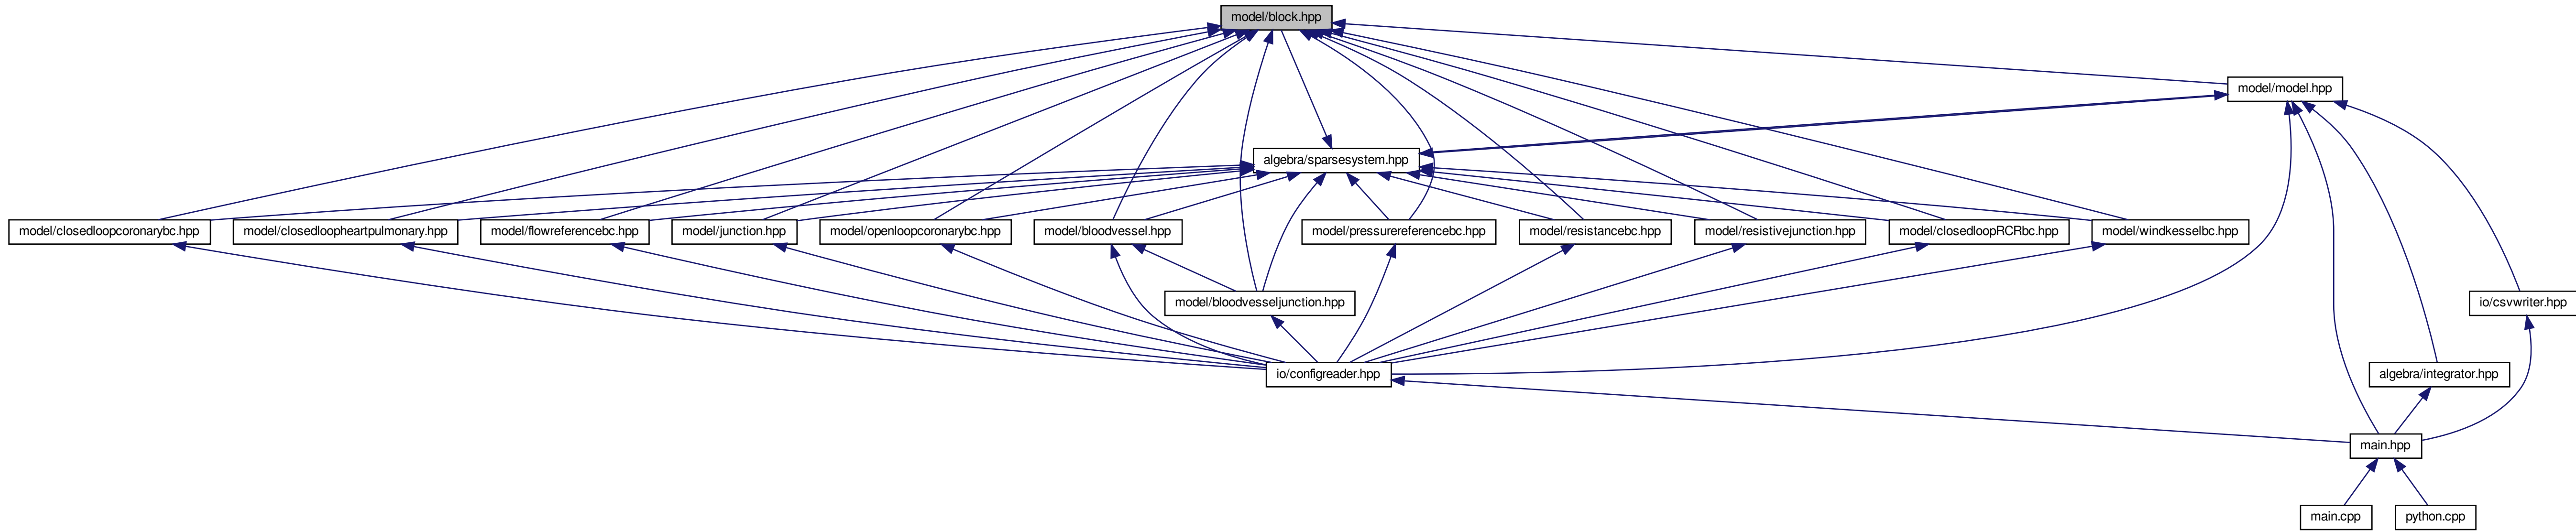 model/block.hpp
model/model.hpp
algebra/sparsesystem.hpp
model/closedloopcoronarybc.hpp
model/closedloopheartpulmonary.hpp
model/flowreferencebc.hpp
model/junction.hpp
model/openloopcoronarybc.hpp
model/bloodvessel.hpp
model/pressurereferencebc.hpp
model/resistancebc.hpp
model/resistivejunction.hpp
model/closedloopRCRbc.hpp
model/windkesselbc.hpp
model/bloodvesseljunction.hpp
io/csvwriter.hpp
io/configreader.hpp
algebra/integrator.hpp
main.hpp
main.cpp
python.cpp